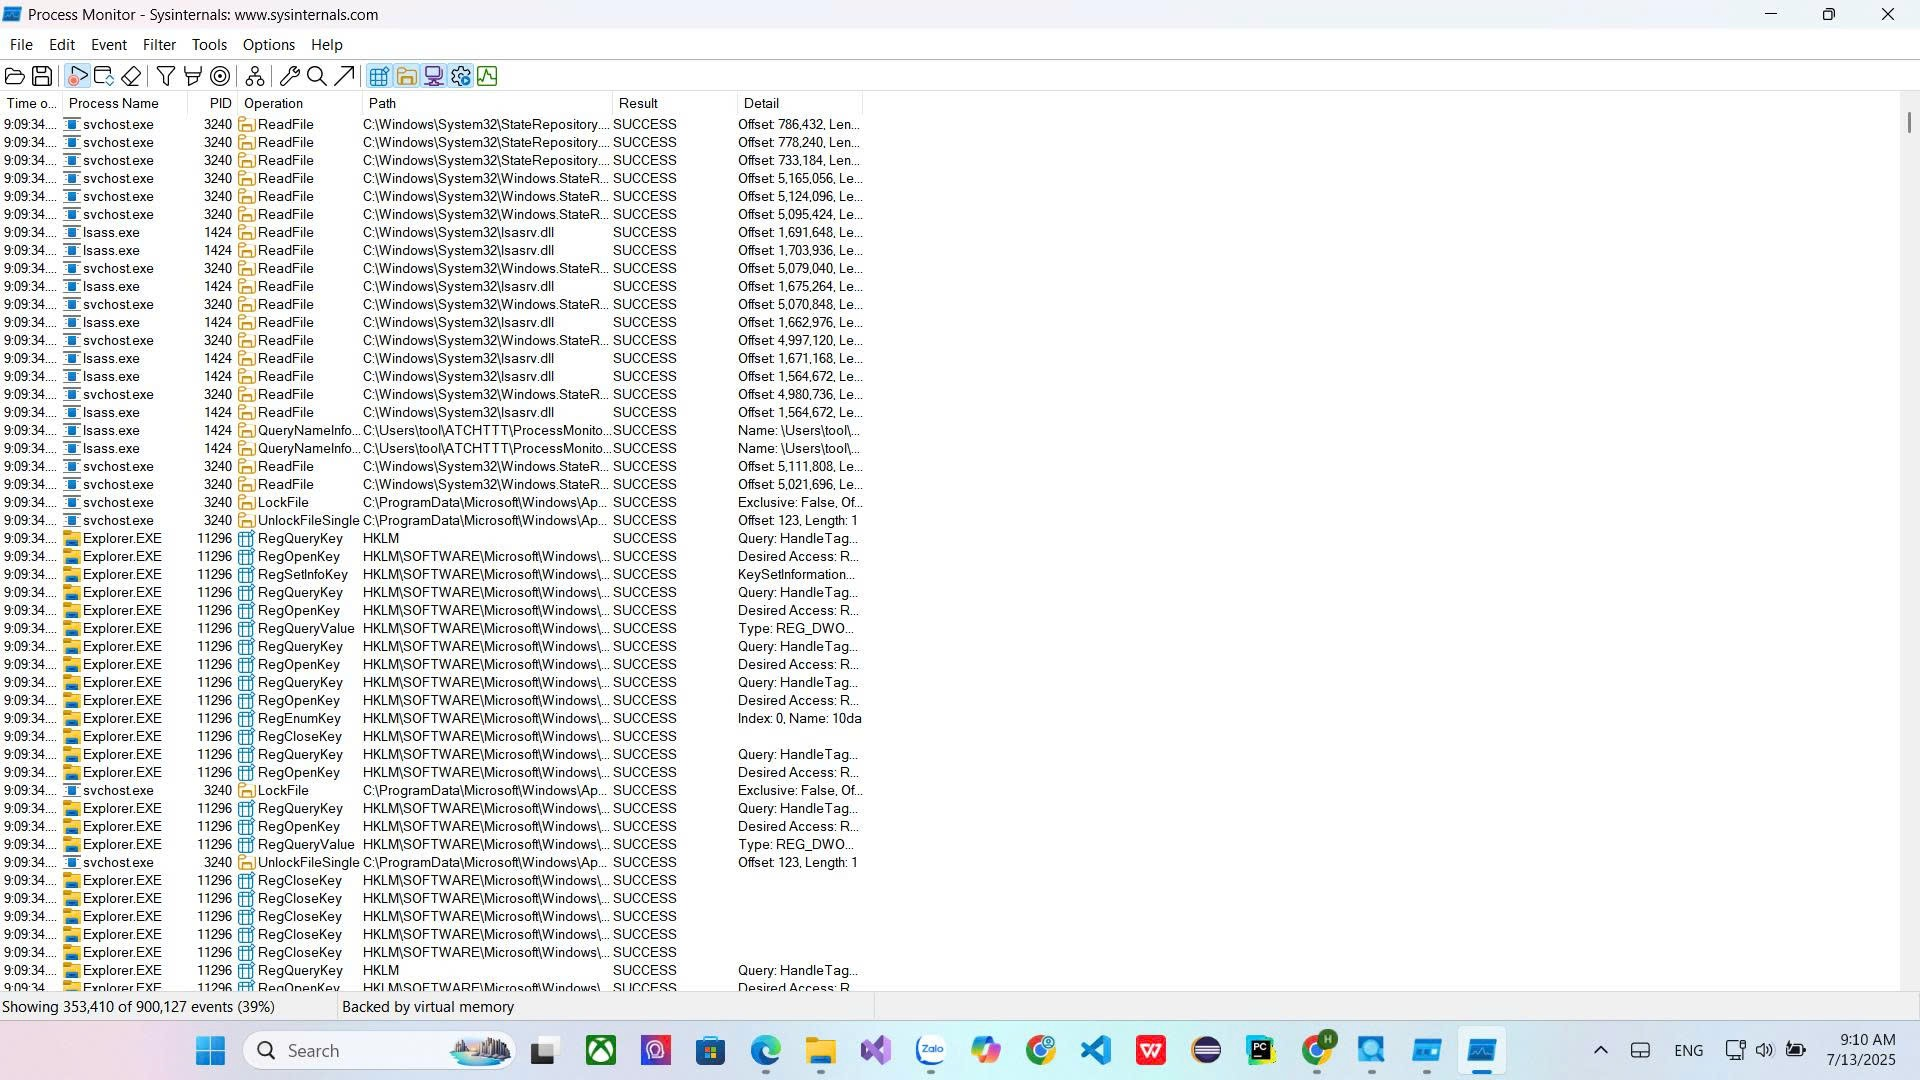 Process Monitor - Sysinternals: www.sysinternals.com
File Edit Event Filter Tools Options Help
Time o... Process Name PID Operation Path Result Detail
9:09:34.... svchost.exe 3240 ReadFile C:\Windows\System32\StateRepository.... SUCCESS Offset: 786,432, Len...
9:09:34.... svchost.exe 3240 ReadFile C:\Windows\System32\StateRepository.... SUCCESS Offset: 778,240, Len...
9:09:34.... svchost.exe 3240 ReadFile C:\Windows\System32\StateRepository.... SUCCESS Offset: 733,184, Len...
9:09:34.... svchost.exe 3240 ReadFile C:\Windows\System32\Windows.StateR... SUCCESS Offset: 5,165,056, Le...
9:09:34.... svchost.exe 3240 ReadFile C:\Windows\System32\Windows.StateR... SUCCESS Offset: 5,124,096, Le...
9:09:34.... svchost.exe 3240 ReadFile C:\Windows\System32\Windows.StateR... SUCCESS Offset: 5,095,424, Le...
9:09:34.... lsass.exe 1424 ReadFile C:\Windows\System32\lsasrv.dll SUCCESS Offset: 1,691,648, Le...
9:09:34.... lsass.exe 1424 ReadFile C:\Windows\System32\lsasrv.dll SUCCESS Offset: 1,703,936, Le...
9:09:34.... svchost.exe 3240 ReadFile C:\Windows\System32\Windows.StateR... SUCCESS Offset: 5,079,040, Le...
9:09:34.... lsass.exe 1424 ReadFile C:\Windows\System32\lsasrv.dll SUCCESS Offset: 1,675,264, Le...
9:09:34.... svchost.exe 3240 ReadFile C:\Windows\System32\Windows.StateR... SUCCESS Offset: 5,070,848, Le...
9:09:34.... lsass.exe 1424 ReadFile C:\Windows\System32\lsasrv.dll SUCCESS Offset: 1,662,976, Le...
9:09:34.... svchost.exe 3240 ReadFile C:\Windows\System32\Windows.StateR... SUCCESS Offset: 4,997,120, Le...
9:09:34.... lsass.exe 1424 ReadFile C:\Windows\System32\lsasrv.dll SUCCESS Offset: 1,671,168, Le...
9:09:34.... lsass.exe 1424 ReadFile C:\Windows\System32\lsasrv.dll SUCCESS Offset: 1,564,672, Le...
9:09:34.... svchost.exe 3240 ReadFile C:\Windows\System32\Windows.StateR... SUCCESS Offset: 4,980,736, Le...
9:09:34.... lsass.exe 1424 ReadFile C:\Windows\System32\lsasrv.dll SUCCESS Offset: 1,564,672, Le...
9:09:34.... lsass.exe 1424 QueryNameInfo... C:\Users\tool\ATCHTTT\ProcessMonito... SUCCESS Name: \Users\tool\...
9:09:34.... lsass.exe 1424 QueryNameInfo... C:\Users\tool\ATCHTTT\ProcessMonito... SUCCESS Name: \Users\tool\...
9:09:34.... svchost.exe 3240 ReadFile C:\Windows\System32\Windows.StateR... SUCCESS Offset: 5,111,808, Le...
9:09:34.... svchost.exe 3240 ReadFile C:\Windows\System32\Windows.StateR... SUCCESS Offset: 5,021,696, Le...
9:09:34.... svchost.exe 3240 LockFile C:\ProgramData\Microsoft\Windows\Ap... SUCCESS Exclusive: False, Of...
9:09:34.... svchost.exe 3240 UnlockFileSingle C:\ProgramData\Microsoft\Windows\Ap... SUCCESS Offset: 123, Length: 1
9:09:34.... Explorer.EXE 11296 RegQueryKey HKLM SUCCESS Query: HandleTag...
9:09:34.... Explorer.EXE 11296 RegOpenKey HKLM\SOFTWARE\Microsoft\Windows\... SUCCESS Desired Access: R...
9:09:34.... Explorer.EXE 11296 RegSetInfoKey HKLM\SOFTWARE\Microsoft\Windows\... SUCCESS KeySetInformation...
9:09:34.... Explorer.EXE 11296 RegQueryKey HKLM\SOFTWARE\Microsoft\Windows\... SUCCESS Query: HandleTag...
9:09:34.... Explorer.EXE 11296 RegOpenKey HKLM\SOFTWARE\Microsoft\Windows\... SUCCESS Desired Access: R...
9:09:34.... Explorer.EXE 11296 RegQueryValue HKLM\SOFTWARE\Microsoft\Windows\... SUCCESS Type: REG_DWO...
9:09:34.... Explorer.EXE 11296 RegQueryKey HKLM\SOFTWARE\Microsoft\Windows\... SUCCESS Query: HandleTag...
9:09:34.... Explorer.EXE 11296 RegOpenKey HKLM\SOFTWARE\Microsoft\Windows\... SUCCESS Desired Access: R...
9:09:34.... Explorer.EXE 11296 RegQueryKey HKLM\SOFTWARE\Microsoft\Windows\... SUCCESS Query: HandleTag...
9:09:34.... Explorer.EXE 11296 RegOpenKey HKLM\SOFTWARE\Microsoft\Windows\... SUCCESS Desired Access: R...
9:09:34.... Explorer.EXE 11296 RegEnumKey HKLM\SOFTWARE\Microsoft\Windows\... SUCCESS Index: 0, Name: 10da
9:09:34.... Explorer.EXE 11296 RegCloseKey HKLM\SOFTWARE\Microsoft\Windows\... SUCCESS
9:09:34.... Explorer.EXE 11296 RegQueryKey HKLM\SOFTWARE\Microsoft\Windows\... SUCCESS Query: HandleTag...
9:09:34.... Explorer.EXE 11296 RegOpenKey HKLM\SOFTWARE\Microsoft\Windows\... SUCCESS Desired Access: R...
9:09:34.... svchost.exe 3240 LockFile C:\ProgramData\Microsoft\Windows\Ap... SUCCESS Exclusive: False, Of...
9:09:34.... Explorer.EXE 11296 RegQueryKey HKLM\SOFTWARE\Microsoft\Windows\... SUCCESS Query: HandleTag...
9:09:34.... Explorer.EXE 11296 RegOpenKey HKLM\SOFTWARE\Microsoft\Windows\... SUCCESS Desired Access: R...
9:09:34.... Explorer.EXE 11296 RegQueryValue HKLM\SOFTWARE\Microsoft\Windows\... SUCCESS Type: REG_DWO...
9:09:34.... svchost.exe 3240 UnlockFileSingle C:\ProgramData\Microsoft\Windows\Ap... SUCCESS Offset: 123, Length: 1
9:09:34.... Explorer.EXE 11296 RegCloseKey HKLM\SOFTWARE\Microsoft\Windows\... SUCCESS
9:09:34.... Explorer.EXE 11296 RegCloseKey HKLM\SOFTWARE\Microsoft\Windows\... SUCCESS
9:09:34.... Explorer.EXE 11296 RegCloseKey HKLM\SOFTWARE\Microsoft\Windows\... SUCCESS
9:09:34.... Explorer.EXE 11296 RegCloseKey HKLM\SOFTWARE\Microsoft\Windows\... SUCCESS
9:09:34.... Explorer.EXE 11296 RegCloseKey HKLM\SOFTWARE\Microsoft\Windows\... SUCCESS
9:09:34.... Explorer.EXE 11296 RegQueryKey HKLM SUCCESS Query: HandleTag...
9:09:34.... Explorer.EXE 11296 RegOpenKey HKLM\SOFTWARE\Microsoft\Windows\... SUCCESS Desired Access: R...
Showing 353,410 of 900,127 events (39%) Backed by virtual memory
Search Zalo PC W H ENG 9:10 AM
7/13/2025